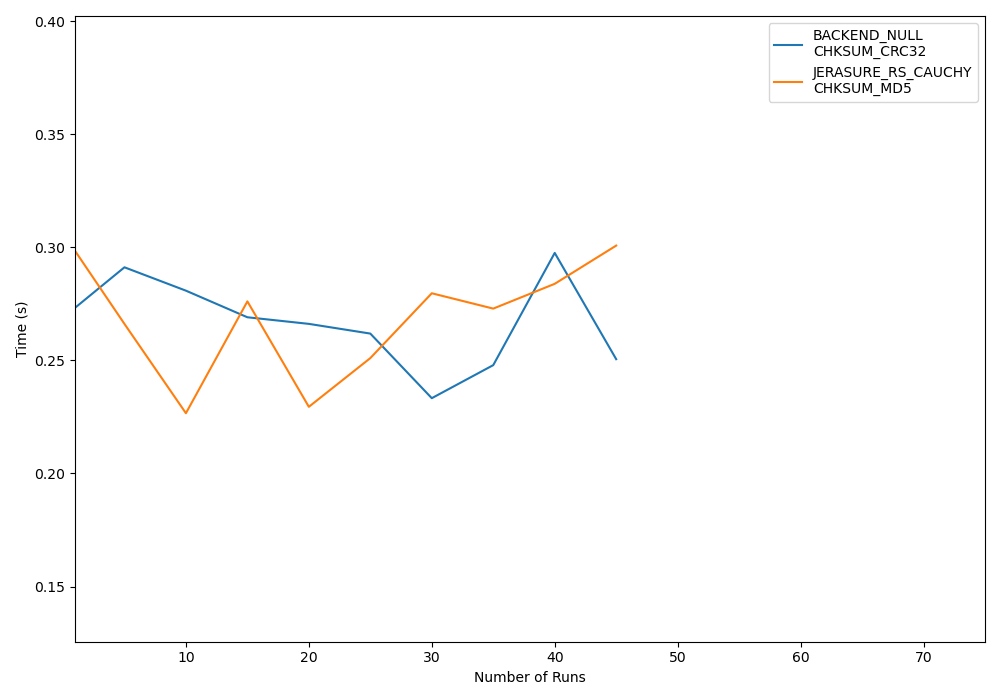 0.40
0.35
0.30
0.25
0.20
0.15
Time (s)
BACKEND_NULL
CHKSUM_CRC32
JERASURE_RS_CAUCHY
CHKSUM_MD5
10 20 30 40 50 60 70
Number of Runs